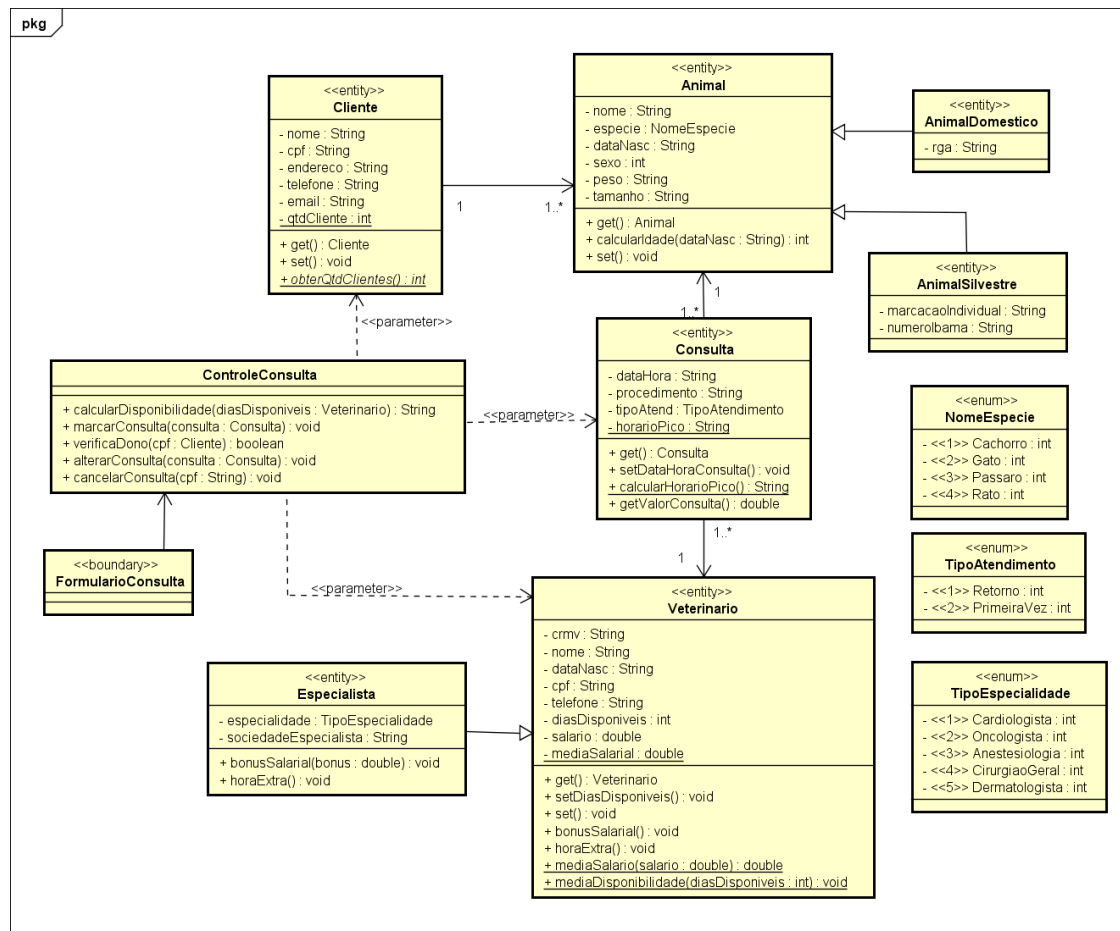 pkg
<<entity>>
Cliente
- nome : String
- cpf : String
- endereco : String
- telefone : String
- email : String
- qtdCliente : int
+ get() : Cliente
+ set() : void
+ obterQtdClientes() : int
<<entity>>
Animal
- nome : String
- especie : NomeEspecie
- dataNasc : String
- sexo : int
- peso : String
- tamanho : String
+ get() : Animal
+ calcularIdade(dataNasc : String) : int
+ set() : void
<<entity>>
AnimalDomestico
- rga : String
1
1..*
<<entity>>
AnimalSilvestre
- marcacaoIndividual : String
- numeroIbama : String
1
1..*
<<parameter>>
<<entity>>
Consulta
- dataHora : String
- procedimento : String
- tipoAtend : TipoAtendimento
- horarioPico : String
+ get() : Consulta
+ setDataHoraConsulta() : void
+ calcularHorarioPico() : String
+ getValorConsulta() : double
ControleConsulta
+ calcularDisponibilidade(diasDisponiveis : Veterinario) : String
+ marcarConsulta(consulta : Consulta) : void
+ verificaDono(cpf : Cliente) : boolean
+ alterarConsulta(consulta : Consulta) : void
+ cancelarConsulta(cpf : String) : void
<<parameter>>
<<enum>>
NomeEspecie
- <<1>> Cachorro : int
- <<2>> Gato : int
- <<3>> Passaro : int
- <<4>> Rato : int
<<boundary>>
FormularioConsulta
1..*
1
<<parameter>>
<<enum>>
TipoAtendimento
- <<1>> Retorno : int
- <<2>> PrimeiraVez : int
<<entity>>
Veterinario
- crmv : String
- nome : String
- dataNasc : String
- cpf : String
- telefone : String
- diasDisponiveis : int
- salario : double
- mediaSalarial : double
+ get() : Veterinario
+ setDiasDisponiveis() : void
+ set() : void
+ bonusSalarial() : void
+ horaExtra() : void
+ mediaSalario(salario : double) : double
+ mediaDisponibilidade(diasDisponiveis : int) : void
<<entity>>
Especialista
- especialidade : TipoEspecialidade
- sociedadeEspecialista : String
+ bonusSalarial(bonus : double) : void
+ horaExtra() : void
<<enum>>
TipoEspecialidade
- <<1>> Cardiologista : int
- <<2>> Oncologista : int
- <<3>> Anestesiologia : int
- <<4>> CirurgiaoGeral : int
- <<5>> Dermatologista : int